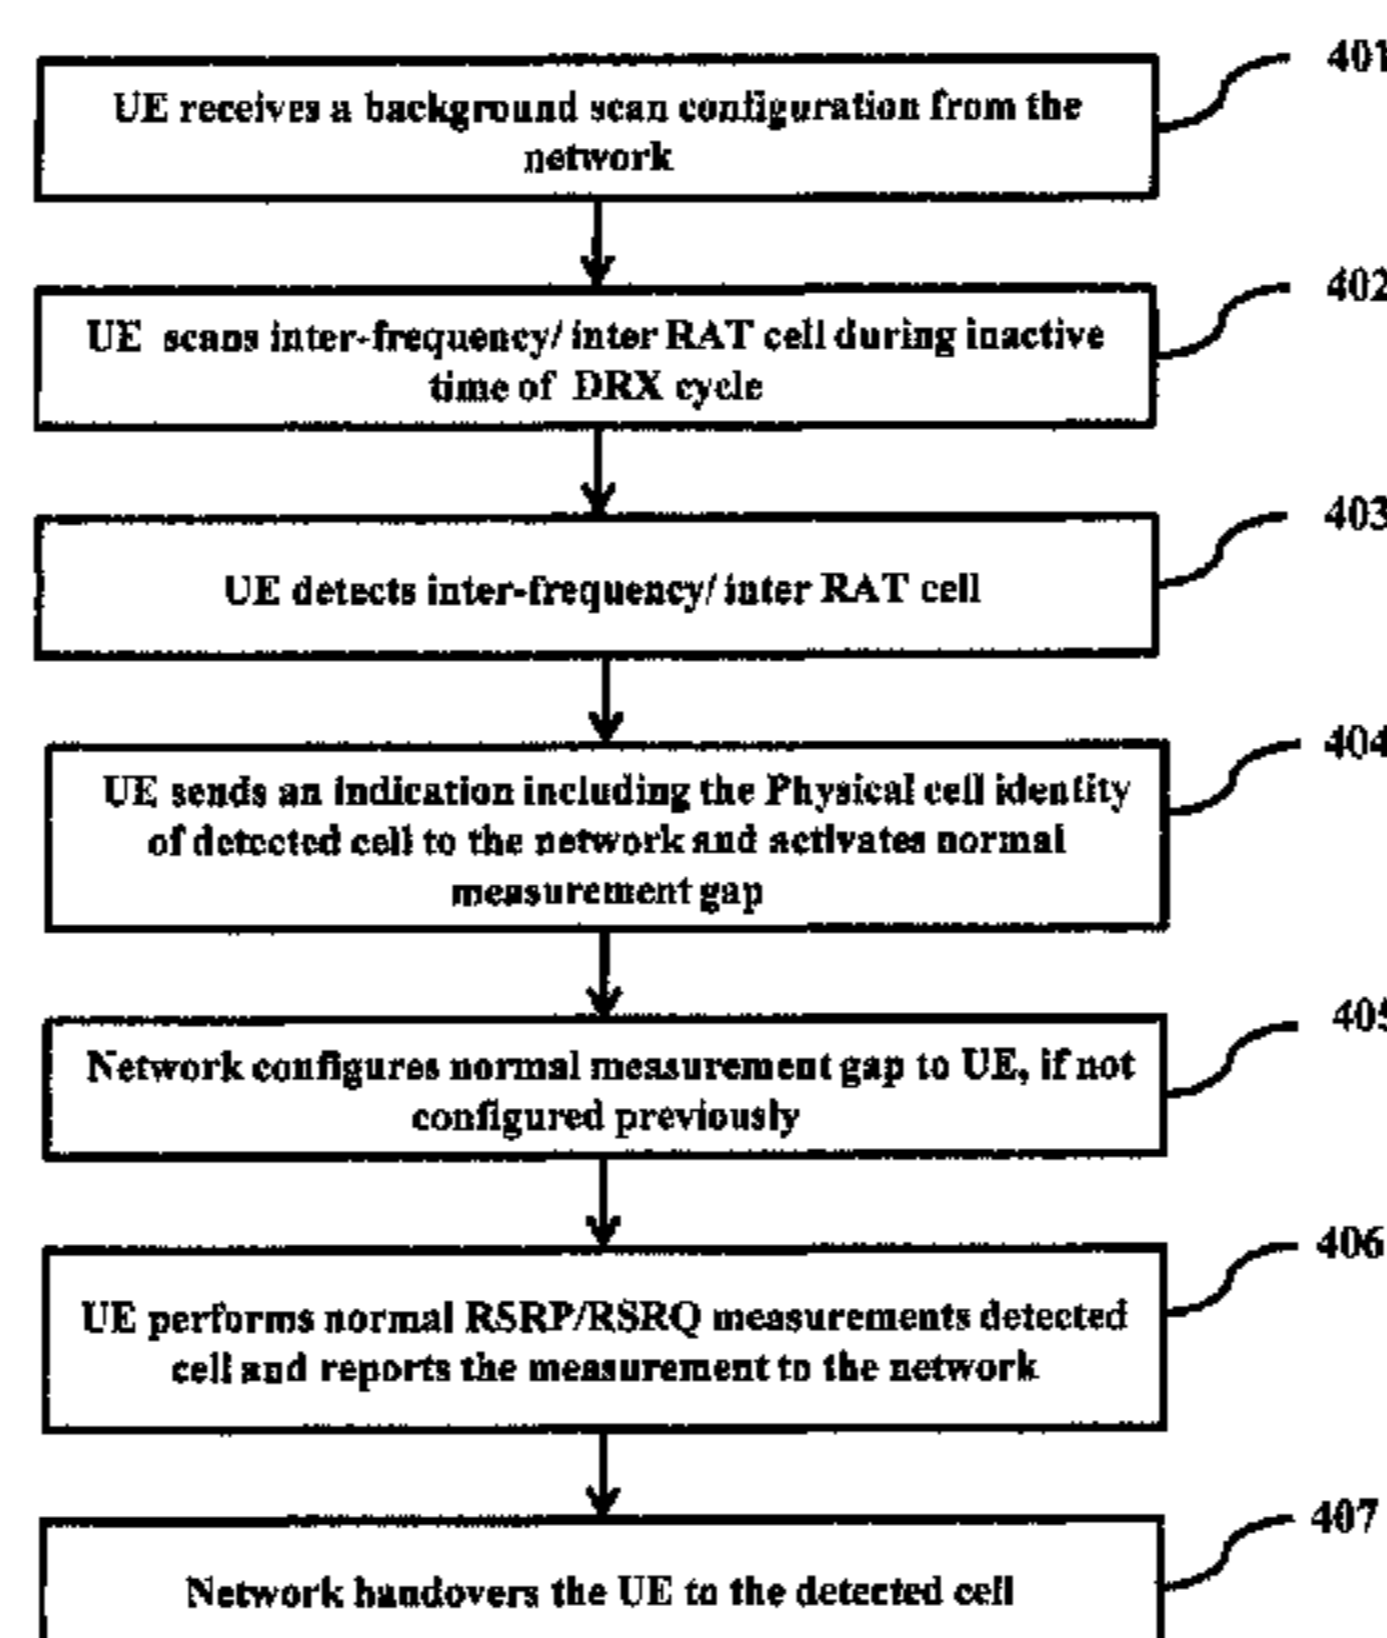 401
UE receives a background scan configuration from the
network
402
UE scans inter-frequency/ inter RAT cell during inactive
time of DRX cycle
403
UE detects inter-frequency/ inter RAT cell
404
UE sends an indication including the Physical cell identity
of detected cell to the network and activates normal
measurement gap
405
Network configures normal measurement gap to UE, if not
configured previously
406
UE performs normal RSRP/RSRQ measurements detected
cell and reports the measurement to the network
407
Network handovers the UE to the detected cell